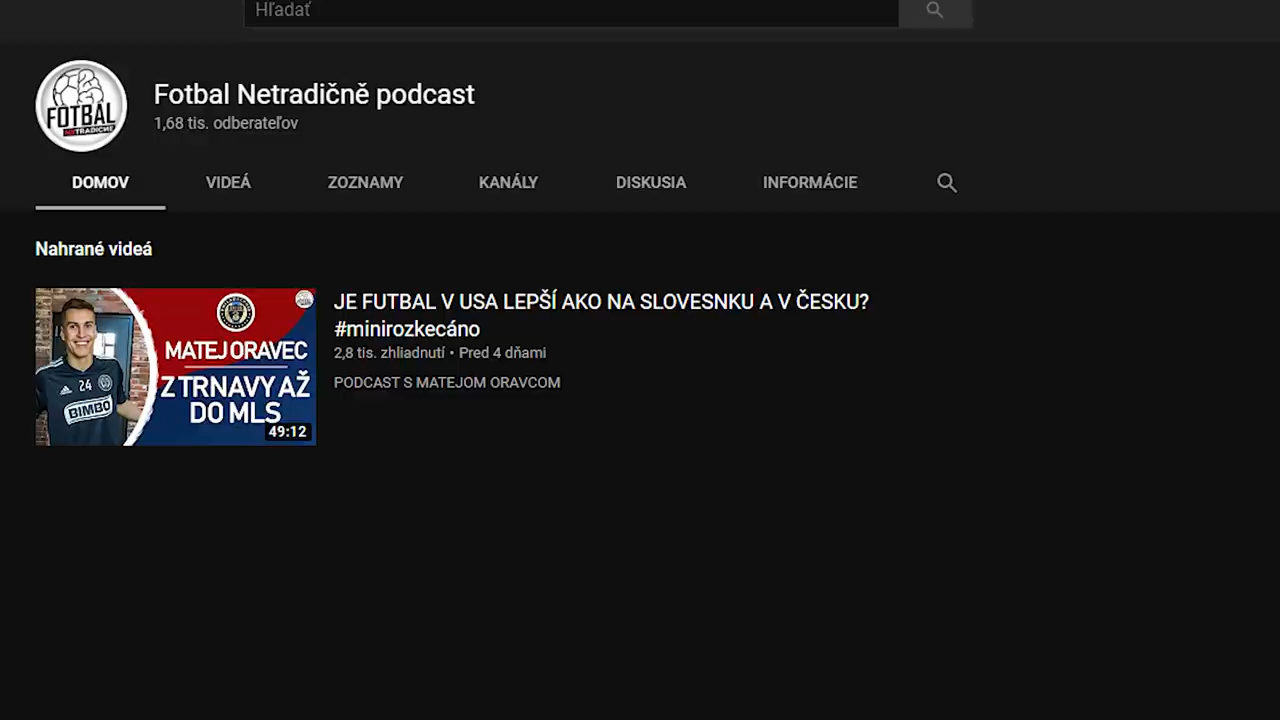 Hľadať
FOTBAL
NETRADIČNĚ
Fotbal Netradičně podcast
1,68 tis. odberateľov
DOMOV
VIDEÁ
ZOZNAMY
KANÁLY
DISKUSIA
INFORMÁCIE
Nahrané videá
MATEJ ORAVEC
Z TRNAVY AŽ
DO MLS
24
BIMBO
49:12
JE FUTBAL V USA LEPŠÍ AKO NA SLOVESNKU A V ČESKU?
#minirozkecáno
2,8 tis. zhliadnutí • Pred 4 dňami
PODCAST S MATEJOM ORAVCOM